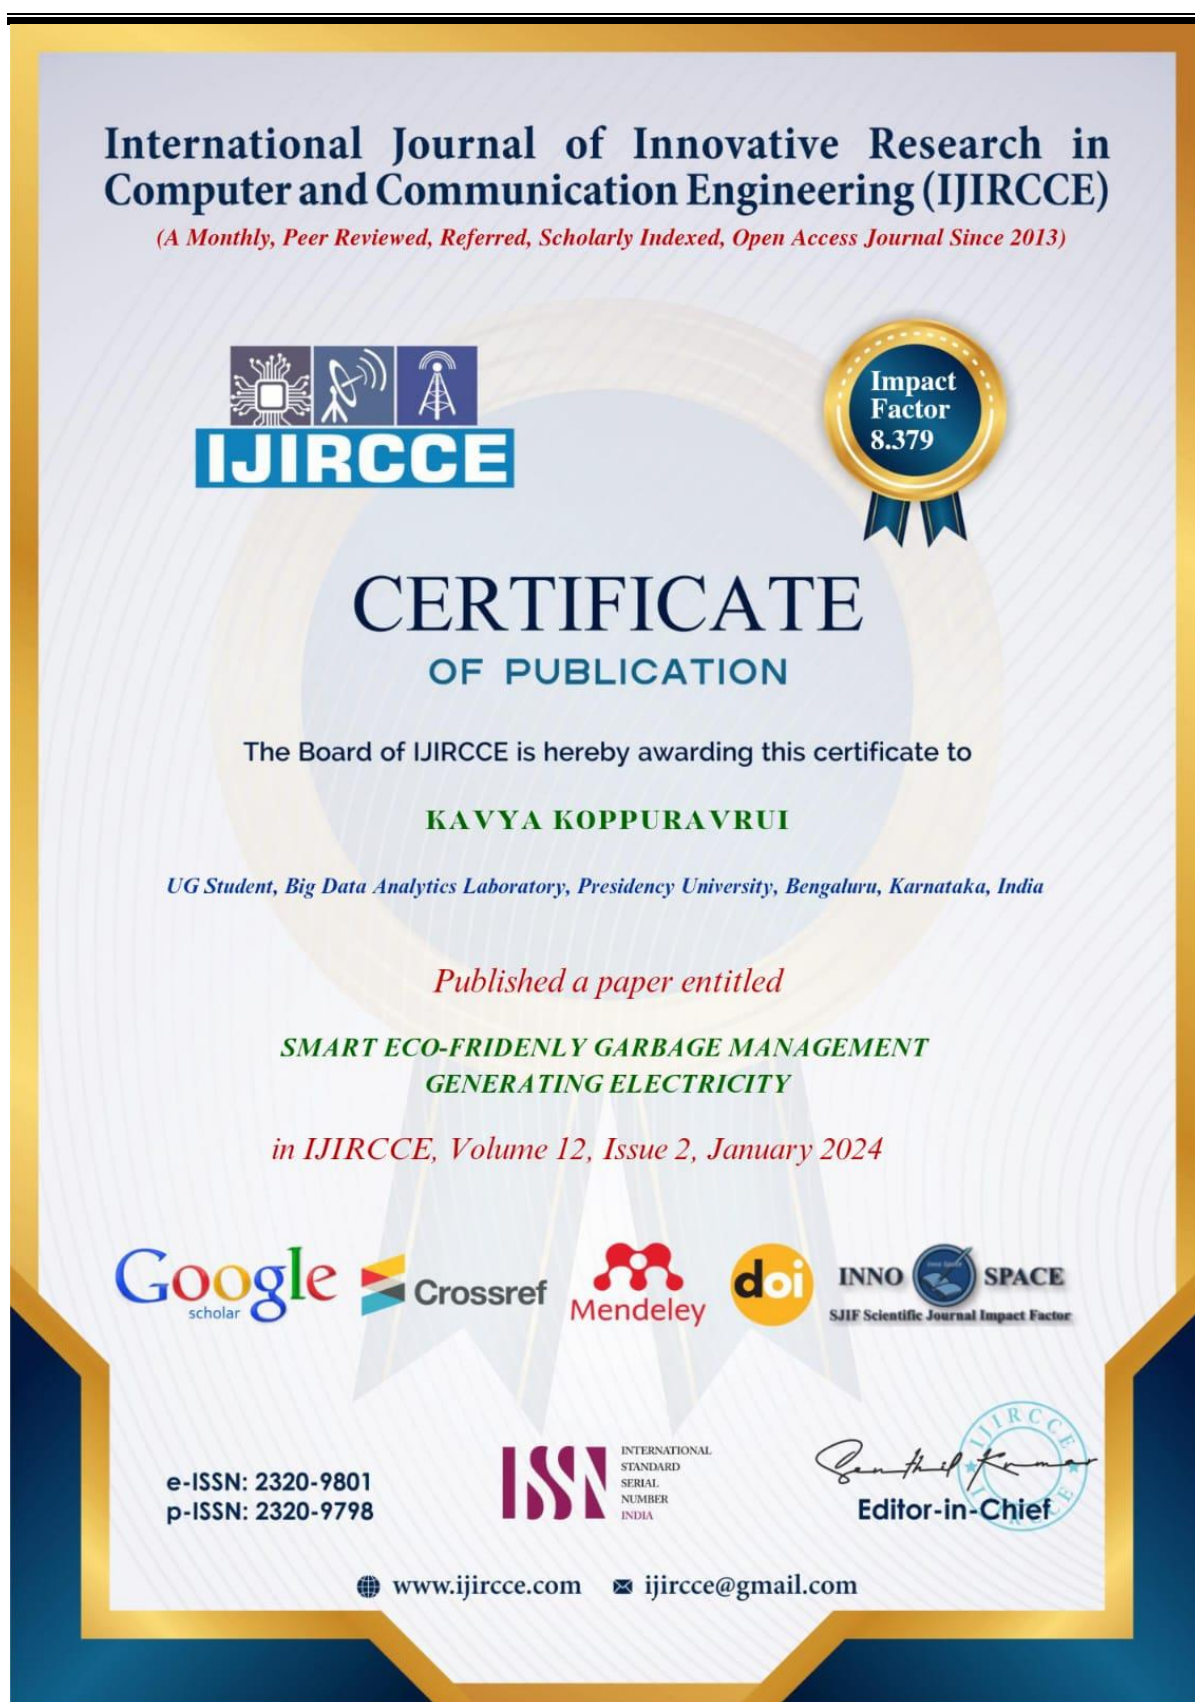 International Journal of Innovative Research in
Computer and Communication Engineering (IJIRCCE)
(A Monthly, Peer Reviewed, Referred, Scholarly Indexed, Open Access Journal Since 2013)
IJIRCCE
Impact
Factor
8.379
CERTIFICATE
OF PUBLICATION
The Board of IJIRCCE is hereby awarding this certificate to
KAVYA KOPPURAVRUI
UG Student, Big Data Analytics Laboratory, Presidency University, Bengaluru, Karnataka, India
Published a paper entitled
SMART ECO-FRIDENLY GARBAGE MANAGEMENT
GENERATING ELECTRICITY
in IJIRCCE, Volume 12, Issue 2, January 2024
Google
scholar
Crossref
Mendeley
doi
INNO SPACE
SJIF Scientific Journal Impact Factor
e-ISSN: 2320-9801
p-ISSN: 2320-9798
ISSN
INTERNATIONAL
STANDARD
SERIAL
NUMBER
INDIA
Senthil Kumar
IJIRCCE
IJIRCCE
Editor-in-Chief
www.ijircce.com ijircce@gmail.com